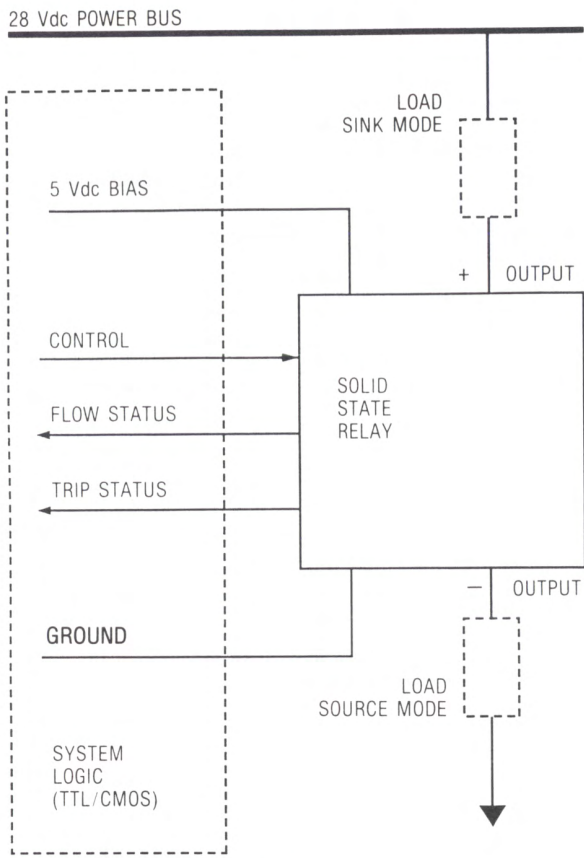 28 Vdc POWER BUS
LOAD
SINK MODE
5 Vdc BIAS
+ OUTPUT
CONTROL
FLOW STATUS
TRIP STATUS
SOLID
STATE
RELAY
− OUTPUT
GROUND
LOAD
SOURCE MODE
SYSTEM
LOGIC
(TTL/CMOS)